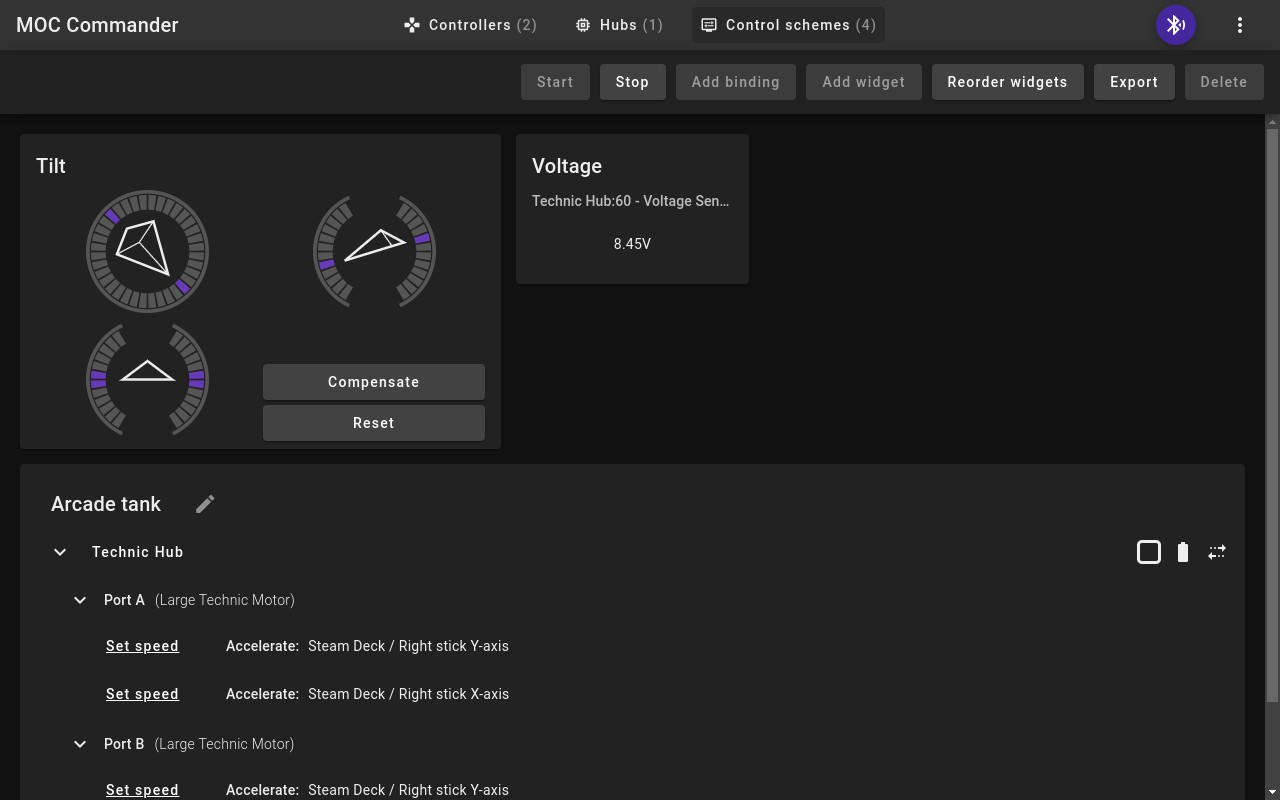 MOC Commander
Controllers (2)
Hubs (1)
Control schemes (4)
Start
Stop
Add binding
Add widget
Reorder widgets
Export
Delete
Tilt
Compensate
Reset
Voltage
Technic Hub:60 - Voltage Sen...
8.45V
Arcade tank
Technic Hub
Port A (Large Technic Motor)
Set speed Accelerate: Steam Deck / Right stick Y-axis
Set speed Accelerate: Steam Deck / Right stick X-axis
Port B (Large Technic Motor)
Set speed Accelerate: Steam Deck / Right stick Y-axis